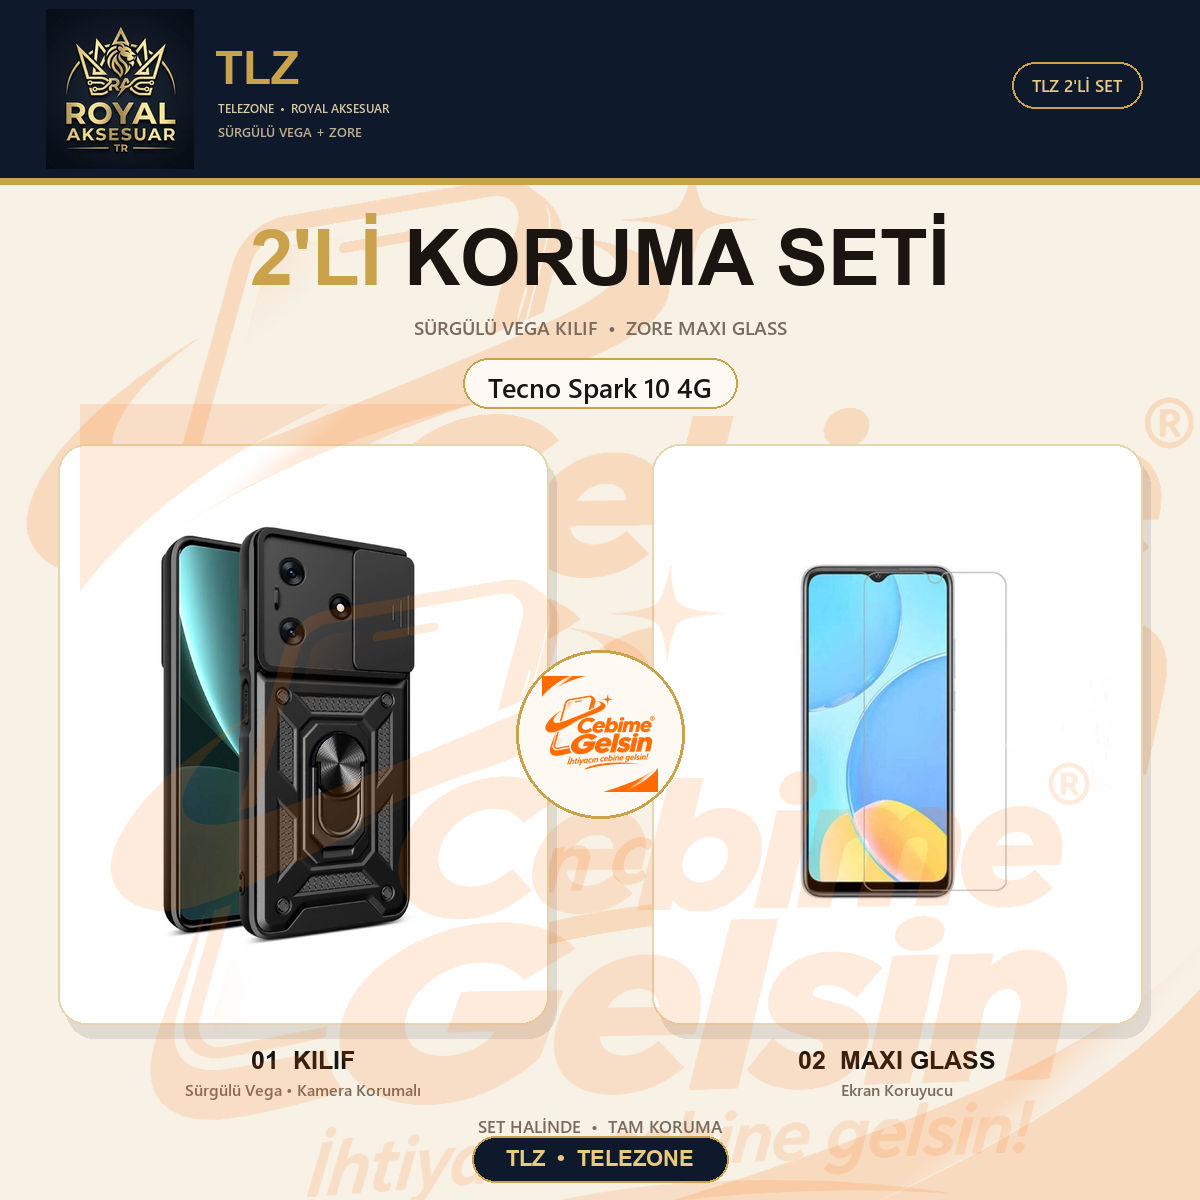 ROYAL
AKSESUAR
TR
TLZ
TELEZONE • ROYAL AKSESUAR
SÜRGÜLÜ VEGA + ZORE
TLZ 2'Lİ SET
2'Lİ KORUMA SETİ
SÜRGÜLÜ VEGA KILIF • ZORE MAXI GLASS
Tecno Spark 10 4G
Cebime®
Gelsin
İhtiyacın cebine gelsin!
01 KILIF
Sürgülü Vega • Kamera Korumalı
02 MAXI GLASS
Ekran Koruyucu
SET HALİNDE • TAM KORUMA
TLZ • TELEZONE
Cebime®
Gelsin